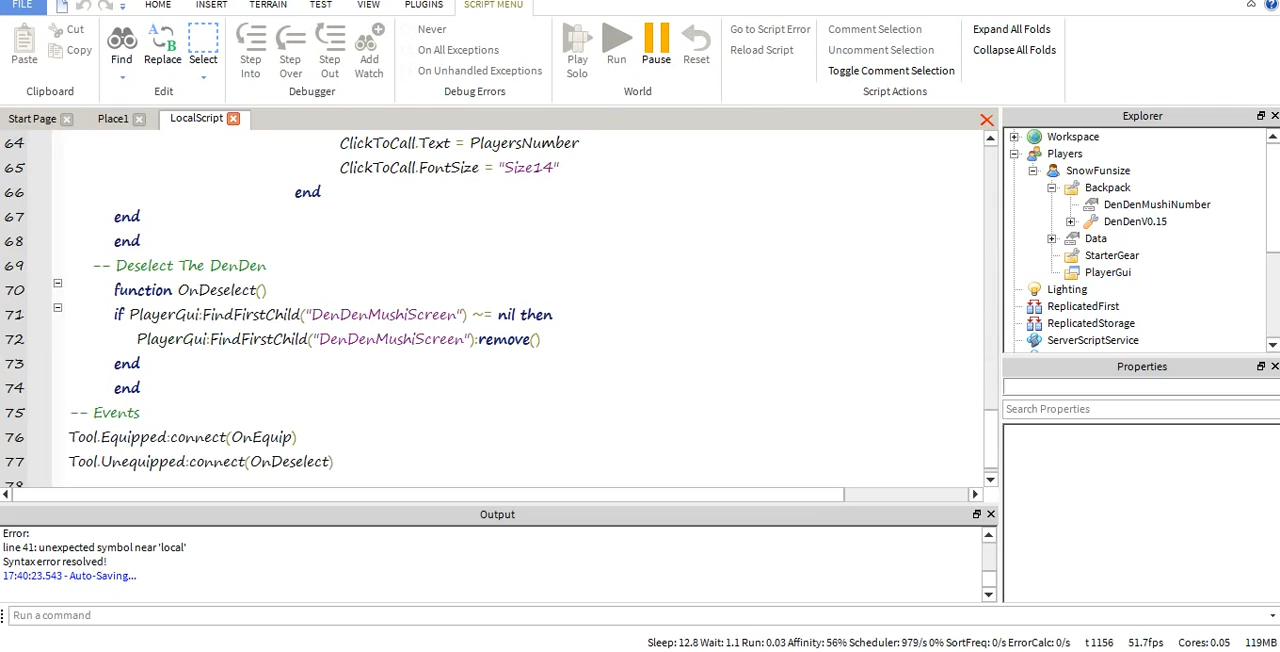 FILE HOME INSERT TERRAIN TEST VIEW PLUGINS SCRIPT MENU
Paste Cut Copy Find Replace Select Step Into Step Over Step Out Add Watch
Never
On All Exceptions
On Unhandled Exceptions
Play Solo Run Pause Reset
Go to Script Error
Reload Script
Comment Selection
Uncomment Selection
Toggle Comment Selection
Expand All Folds
Collapse All Folds
Clipboard Edit Debugger Debug Errors World Script Actions
Start Page Place1 LocalScript
64 ClickToCall.Text = PlayersNumber
65 ClickToCall.FontSize = "Size14"
66 end
67 end
68 end
69 -- Deselect The DenDen
70 function OnDeselect()
71 if PlayerGui:FindFirstChild("DenDenMushiScreen") ~= nil then
72 PlayerGui:FindFirstChild("DenDenMushiScreen"):remove()
73 end
74 end
75 -- Events
76 Tool.Equipped:connect(OnEquip)
77 Tool.Unequipped:connect(OnDeselect)
78
Explorer
Workspace
Players
SnowFunsize
Backpack
DenDenMushiNumber
DenDenV0.15
Data
StarterGear
PlayerGui
Lighting
ReplicatedFirst
ReplicatedStorage
ServerScriptService
Properties
Search Properties
Output
Error:
line 41: unexpected symbol near 'local'
Syntax error resolved!
17:40:23.543 - Auto-Saving...
Run a command
Sleep: 12.8 Wait: 1.1 Run: 0.03 Affinity: 56% Scheduler: 979/s 0% SortFreq: 0/s ErrorCalc: 0/s t 1156 51.7fps Cores: 0.05 119MB